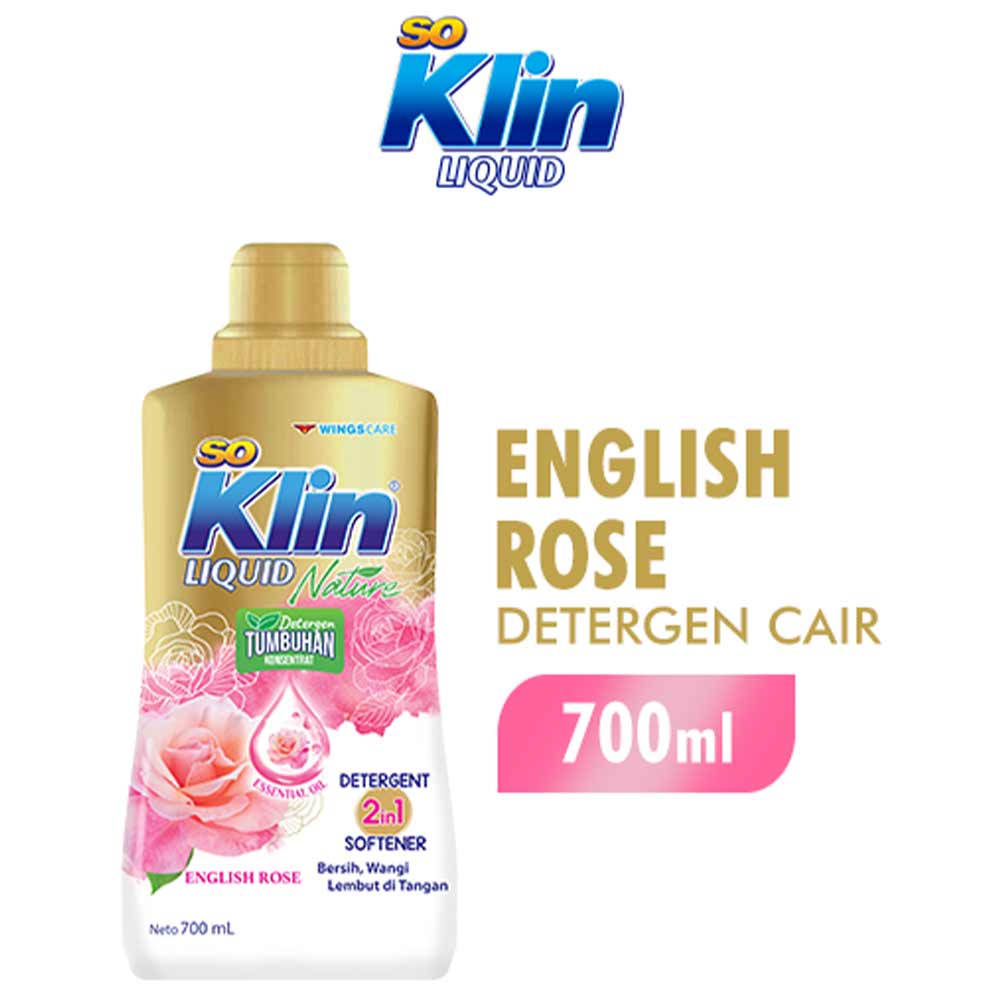 SO
Klin
LIQUID
WINGSCARE
SO
Klin®
LIQUID
Nature
Detergen
TUMBUHAN
KONSENTRAT
ESSENTIAL OIL
DETERGENT
2in1
SOFTENER
Bersih, Wangi
Lembut di Tangan
ENGLISH ROSE
Neto 700 mL
ENGLISH
ROSE
DETERGEN CAIR
700ml